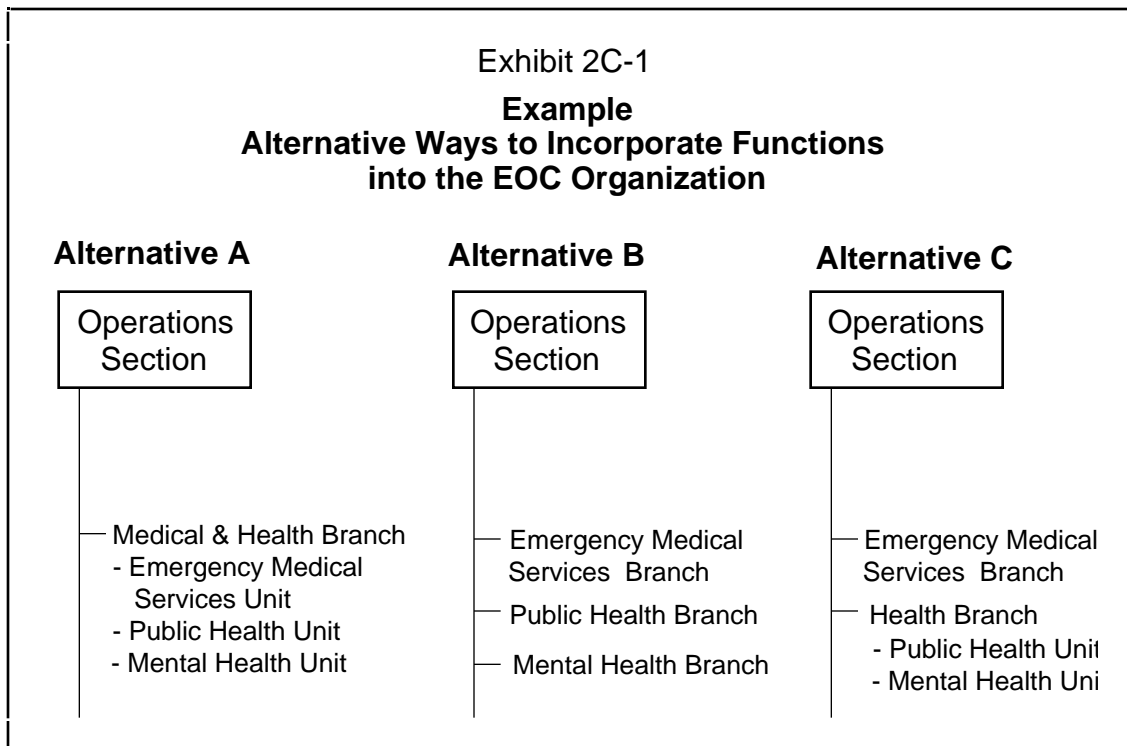 Exhibit 2C-1
Example
Alternative Ways to Incorporate Functions
into the EOC Organization
Alternative A
Operations
Section
Medical & Health Branch
- Emergency Medical
Services Unit
- Public Health Unit
- Mental Health Unit
Alternative B
Operations
Section
Emergency Medical
Services Branch
Public Health Branch
Mental Health Branch
Alternative C
Operations
Section
Emergency Medical
Services Branch
Health Branch
- Public Health Unit
- Mental Health Uni